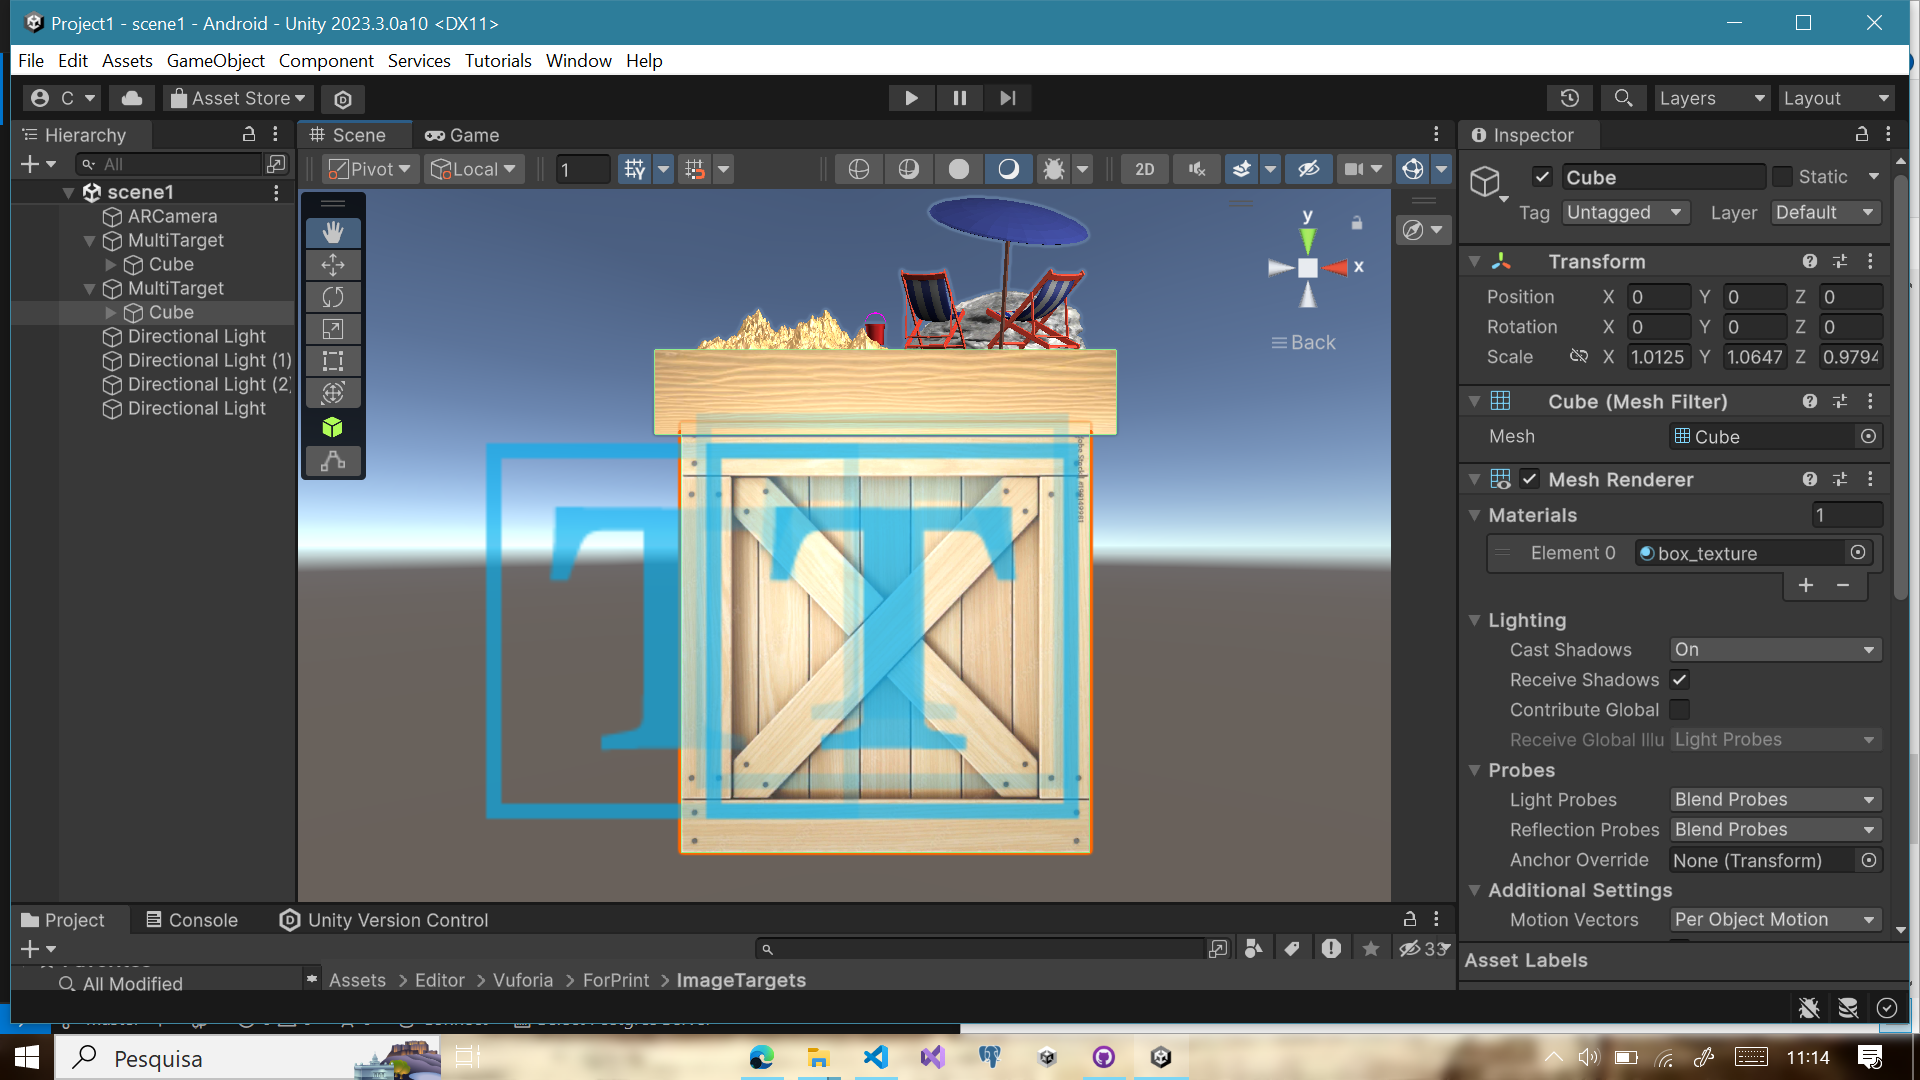 Project1 - scene1 - Android - Unity 2023.3.0a10 <DX11>
File Edit Assets GameObject Component Services Tutorials Window Help
C Asset Store Layers Layout
Hierarchy
All
scene1
ARCamera
MultiTarget
Cube
MultiTarget
Cube
Directional Light
Directional Light (1)
Directional Light (2)
Directional Light
Scene Game
Pivot Local 1 2D
y
x
Back
T T
Inspector
Cube Static
Tag Untagged Layer Default
Transform
Position X 0 Y 0 Z 0
Rotation X 0 Y 0 Z 0
Scale X 1.0125 Y 1.0647 Z 0.9794
Cube (Mesh Filter)
Mesh Cube
Mesh Renderer
Materials 1
Element 0 box_texture
Lighting
Cast Shadows On
Receive Shadows
Contribute Global
Receive Global Illu Light Probes
Probes
Light Probes Blend Probes
Reflection Probes Blend Probes
Anchor Override None (Transform)
Additional Settings
Motion Vectors Per Object Motion
Asset Labels
Project Console Unity Version Control
33
All Modified
Assets > Editor > Vuforia > ForPrint > ImageTargets
Pesquisa
11:14